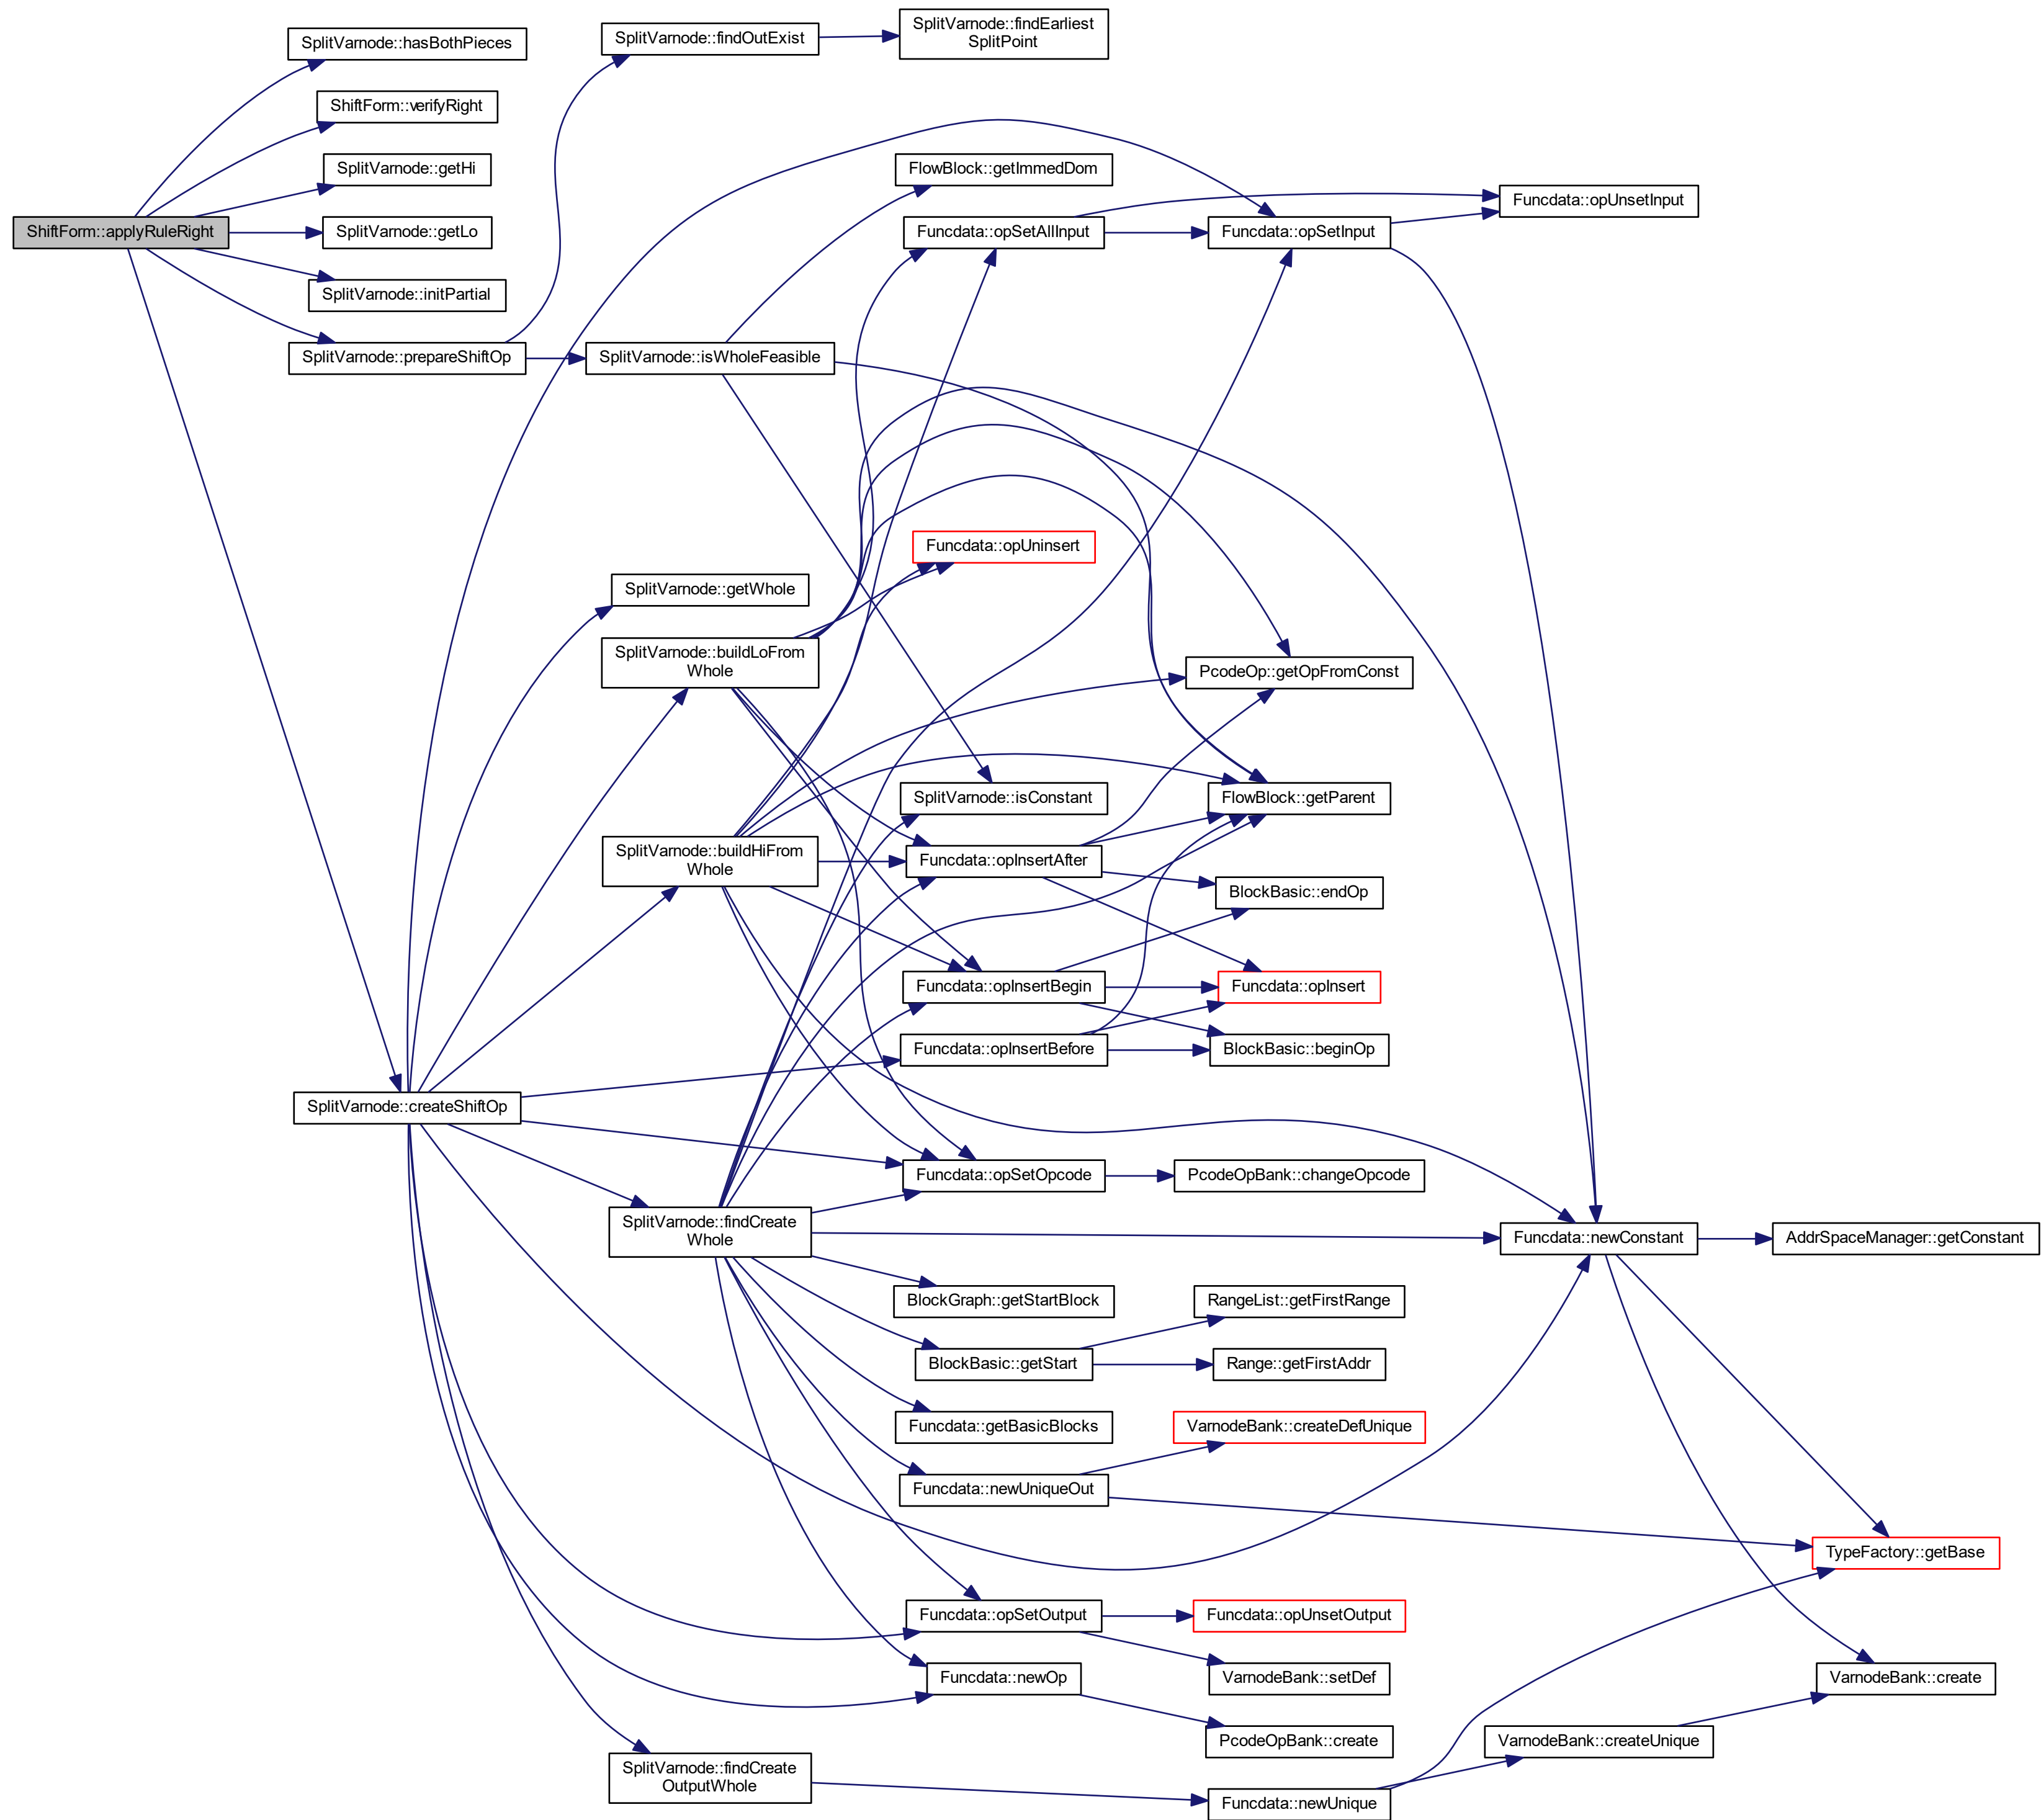 SplitVarnode::findEarliest
SplitPoint
SplitVarnode::hasBothPieces
SplitVarnode::findOutExist
ShiftForm::verifyRight
SplitVarnode::getHi
FlowBlock::getImmedDom
Funcdata::opUnsetInput
ShiftForm::applyRuleRight
SplitVarnode::getLo
Funcdata::opSetAllInput
Funcdata::opSetInput
SplitVarnode::initPartial
SplitVarnode::prepareShiftOp
SplitVarnode::isWholeFeasible
Funcdata::opUninsert
SplitVarnode::getWhole
SplitVarnode::buildLoFrom
Whole
PcodeOp::getOpFromConst
SplitVarnode::isConstant
FlowBlock::getParent
SplitVarnode::buildHiFrom
Whole
Funcdata::opInsertAfter
BlockBasic::endOp
Funcdata::opInsertBegin
Funcdata::opInsert
Funcdata::opInsertBefore
BlockBasic::beginOp
SplitVarnode::createShiftOp
Funcdata::opSetOpcode
PcodeOpBank::changeOpcode
SplitVarnode::findCreate
Whole
Funcdata::newConstant
AddrSpaceManager::getConstant
BlockGraph::getStartBlock
RangeList::getFirstRange
BlockBasic::getStart
Range::getFirstAddr
Funcdata::getBasicBlocks
VarnodeBank::createDefUnique
Funcdata::newUniqueOut
TypeFactory::getBase
Funcdata::opSetOutput
Funcdata::opUnsetOutput
Funcdata::newOp
VarnodeBank::setDef
VarnodeBank::create
PcodeOpBank::create
VarnodeBank::createUnique
SplitVarnode::findCreate
OutputWhole
Funcdata::newUnique